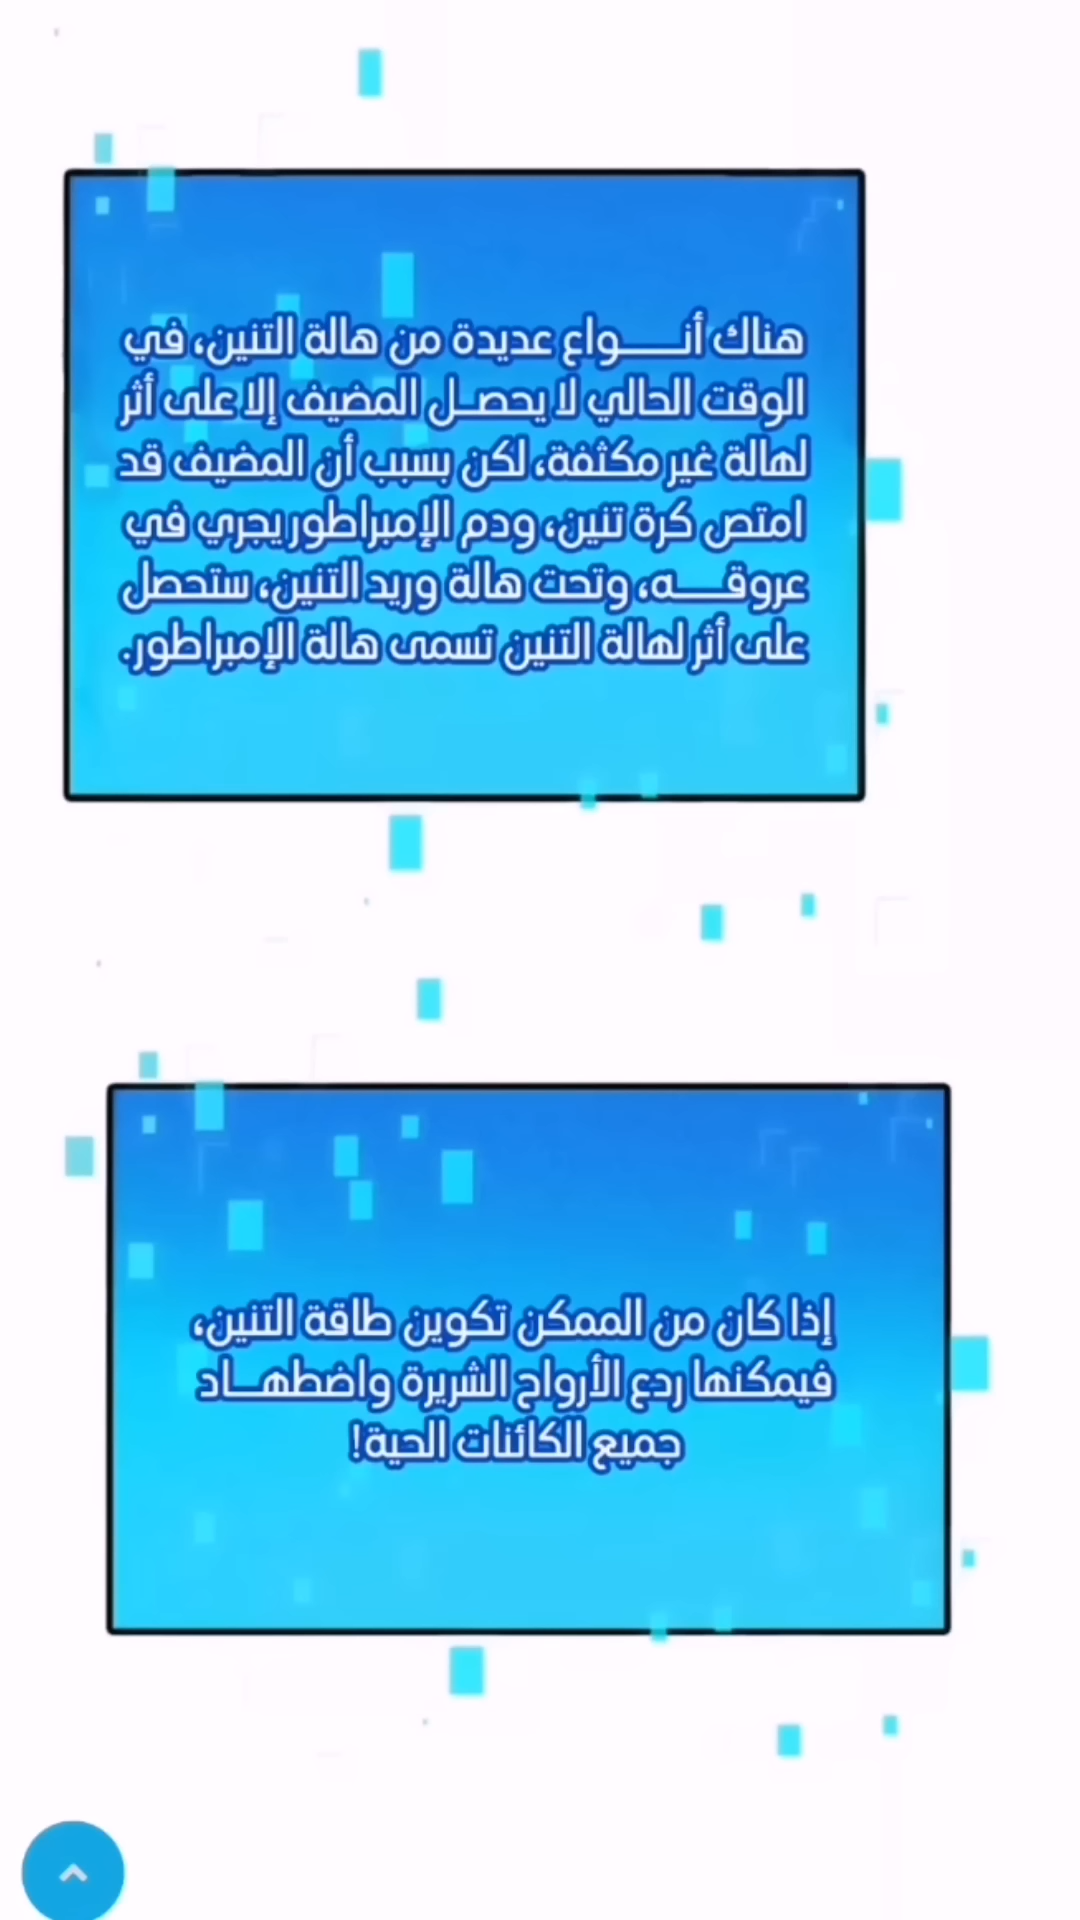 هناك أنـــواع عديدة من هالة التنين، في
الوقت الحالي لا يحصـل المضيف إلا على أثر
لهالة غير مكثفة، لكن بسبب أن المضيف قد
امتص كرة تنين، ودم الإمبراطور يجري في
عروقـــه، وتحت هالة وريد التنين، ستحصل
على أثر لهالة التنين تسمى هالة الإمبراطور.
إذا كان من الممكن تكوين طاقة التنين،
فيمكنها ردع الأرواح الشريرة واضطهـــاد
جميع الكائنات الحية!